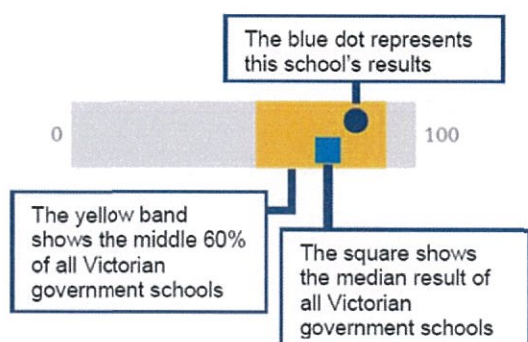 The blue dot represents
this school's results
0
100
The yellow band
shows the middle 60%
of all Victorian
government schools
The square shows
the median result of
all Victorian
government schools